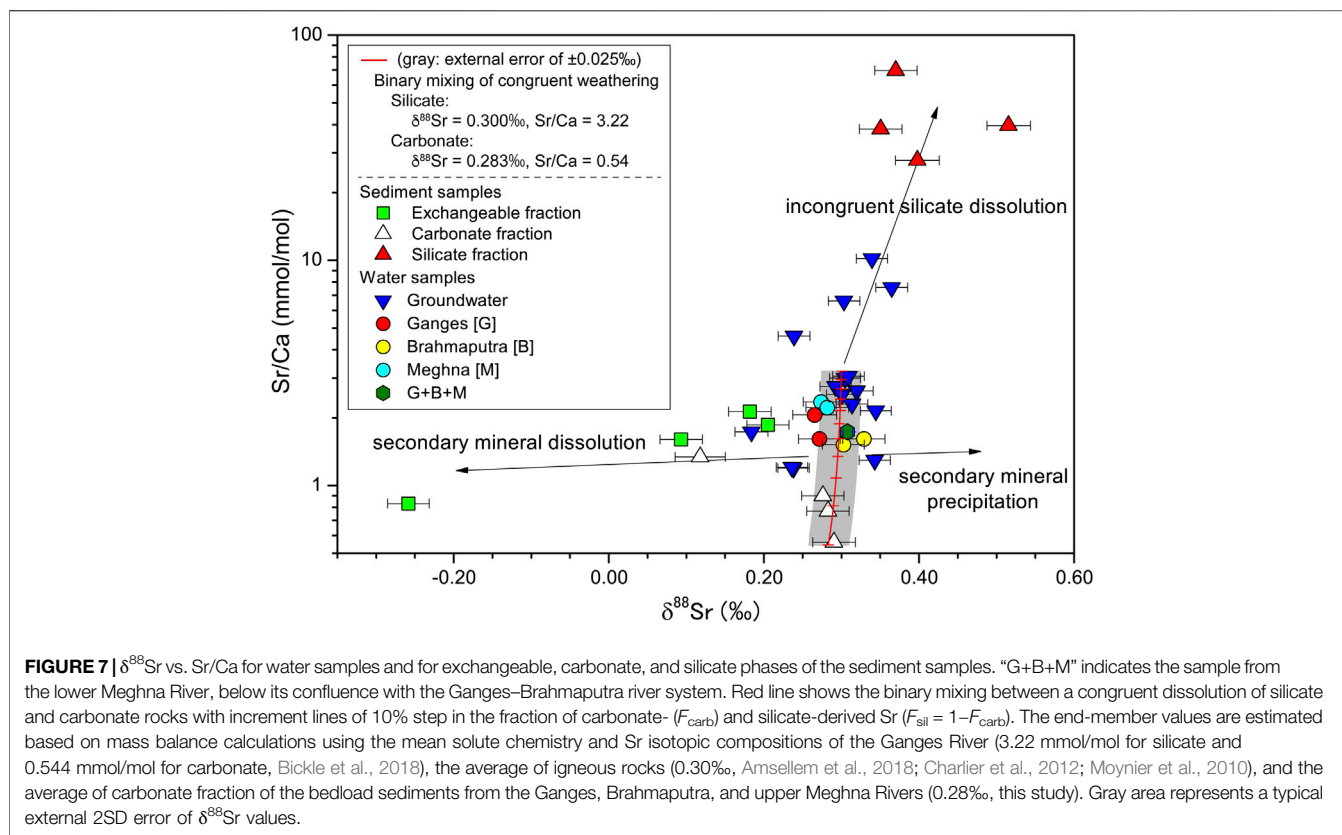 100
10
1
Sr/Ca (mmol/mol)
(gray: external error of ±0.025‰)
Binary mixing of congruent weathering
Silicate:
δ⁸⁸Sr = 0.300‰, Sr/Ca = 3.22
Carbonate:
δ⁸⁸Sr = 0.283‰, Sr/Ca = 0.54
Sediment samples
Exchangeable fraction
Carbonate fraction
Silicate fraction
Water samples
Groundwater
Ganges [G]
Brahmaputra [B]
Meghna [M]
G+B+M
incongruent silicate dissolution
secondary mineral dissolution
secondary mineral
precipitation
-0.20 0.00 0.20 0.40 0.60
δ⁸⁸Sr (‰)
FIGURE 7 | δ⁸⁸Sr vs. Sr/Ca for water samples and for exchangeable, carbonate, and silicate phases of the sediment samples. “G+B+M” indicates the sample from
the lower Meghna River, below its confluence with the Ganges–Brahmaputra river system. Red line shows the binary mixing between a congruent dissolution of silicate
and carbonate rocks with increment lines of 10% step in the fraction of carbonate- (F_carb) and silicate-derived Sr (F_sil = 1–F_carb). The end-member values are estimated
based on mass balance calculations using the mean solute chemistry and Sr isotopic compositions of the Ganges River (3.22 mmol/mol for silicate and
0.544 mmol/mol for carbonate, Bickle et al., 2018), the average of igneous rocks (0.30‰, Amsellem et al., 2018; Charlier et al., 2012; Moynier et al., 2010), and the
average of carbonate fraction of the bedload sediments from the Ganges, Brahmaputra, and upper Meghna Rivers (0.28‰, this study). Gray area represents a typical
external 2SD error of δ⁸⁸Sr values.